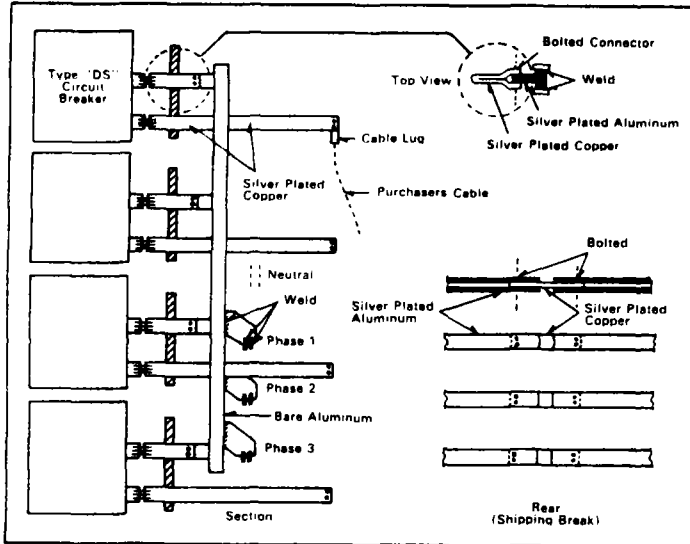 Type "DS"
Circuit
Breaker
Top View
Bolted Connector
Weld
Silver Plated Aluminum
Silver Plated Copper
Cable Lug
Silver Plated
Copper
Purchasers Cable
Neutral
Weld
Phase 1
Phase 2
Bare Aluminum
Phase 3
Section
Bolted
Silver Plated
Aluminum
Silver Plated
Copper
Rear
(Shipping Break)